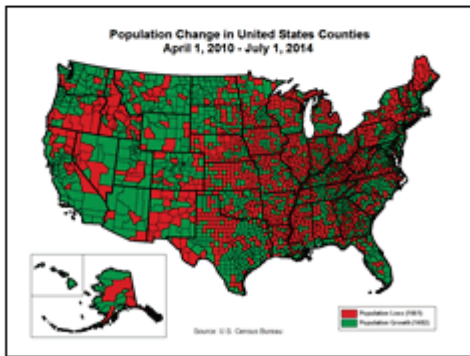 Population Change in United States Counties
April 1, 2010 - July 1, 2014
Source: U.S. Census Bureau
Population Loss
Population Growth